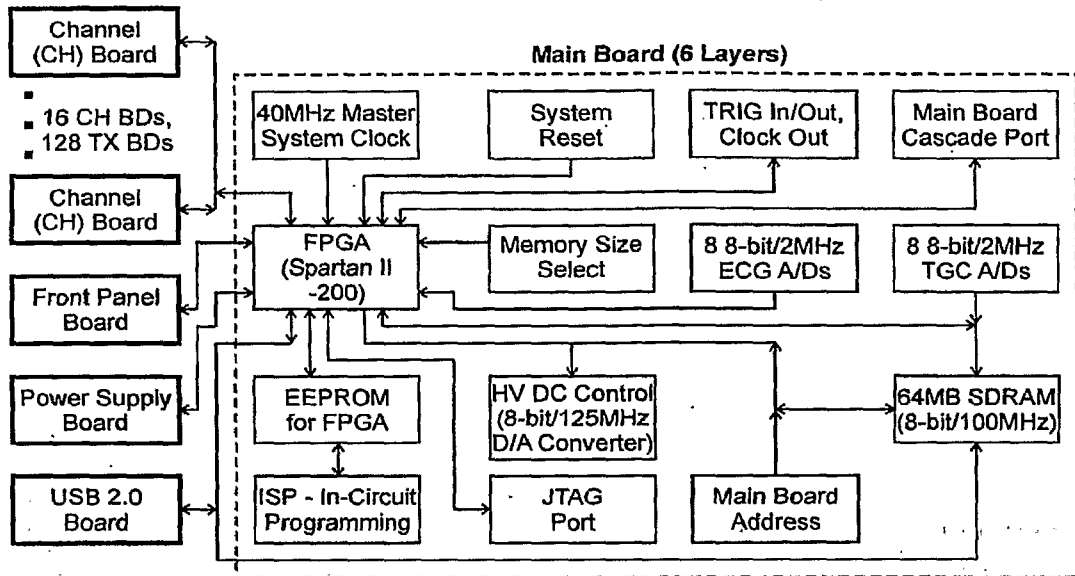 Channel
(CH) Board
16 CH BDs,
128 TX BDs
Channel
(CH) Board
Front Panel
Board
Power Supply
Board
USB 2.0
Board
Main Board (6 Layers)
40MHz Master
System Clock
System
Reset
TRIG In/Out,
Clock Out
Main Board
Cascade Port
FPGA
(Spartan II
-200)
Memory Size
Select
8 8-bit/2MHz
ECG A/Ds
8 8-bit/2MHz
TGC A/Ds
EEPROM
for FPGA
HV DC Control
(8-bit/125MHz
D/A Converter)
64MB SDRAM
(8-bit/100MHz)
ISP - In-Circuit
Programming
JTAG
Port
Main Board
Address